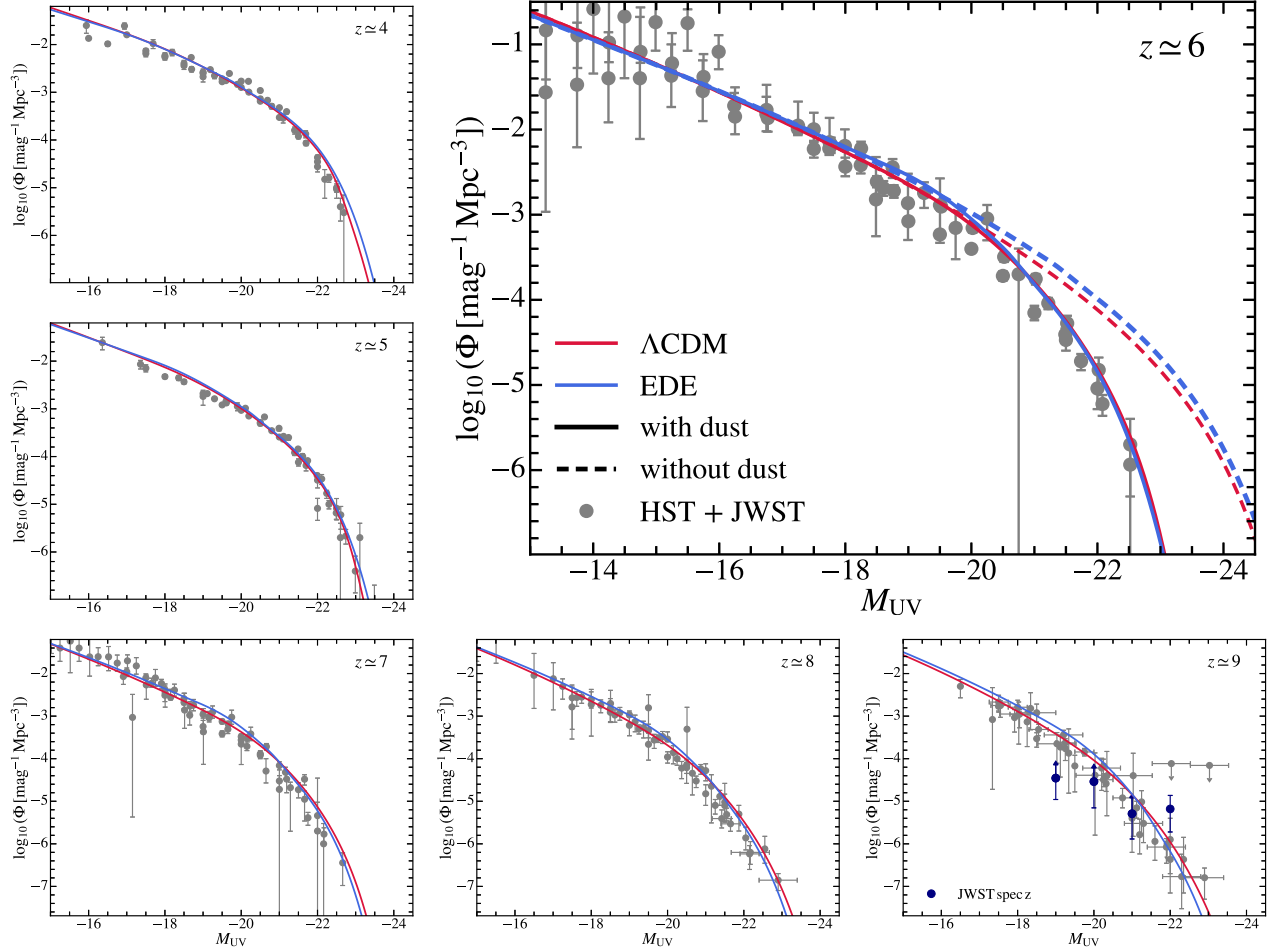 z≃4
log₁₀(Φ [mag⁻¹ Mpc⁻³])
−2
−3
−4
−5
−6
−16 −18 −20 −22 −24
z≃6
log₁₀(Φ [mag⁻¹ Mpc⁻³])
−1
−2
−3
−4
−5
−6
ΛCDM
EDE
with dust
without dust
HST + JWST
−14 −16 −18 −20 −22 −24
M_UV
z≃5
log₁₀(Φ [mag⁻¹ Mpc⁻³])
−2
−3
−4
−5
−6
−16 −18 −20 −22 −24
z≃7
log₁₀(Φ [mag⁻¹ Mpc⁻³])
−2
−3
−4
−5
−6
−7
−16 −18 −20 −22 −24
M_UV
z≃8
log₁₀(Φ [mag⁻¹ Mpc⁻³])
−2
−3
−4
−5
−6
−7
−16 −18 −20 −22 −24
M_UV
z≃9
log₁₀(Φ [mag⁻¹ Mpc⁻³])
−2
−3
−4
−5
−6
−7
JWST spec z
−16 −18 −20 −22 −24
M_UV